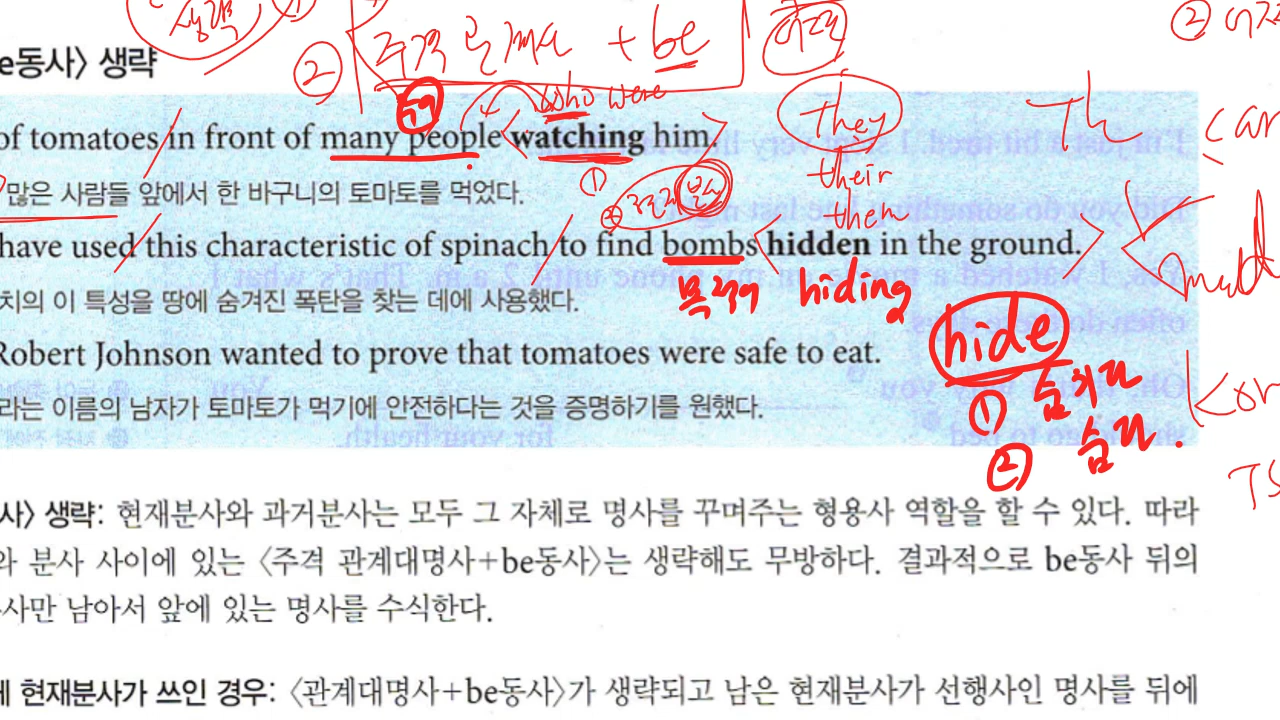 생략
② 주격 관계사 + be
② 
be동사〉 생략
who were
of tomatoes in front of many people watching him.
they
Th
①
their
많은 사람들 앞에서 한 바구니의 토마토를 먹었다.
them
have used this characteristic of spinach to find bombs hidden in the ground.
hiding
치의 이 특성을 땅에 숨겨진 폭탄을 찾는 데에 사용했다.
hide
Robert Johnson wanted to prove that tomatoes were safe to eat.
① 숨기다
라는 이름의 남자가 토마토가 먹기에 안전하다는 것을 증명하기를 원했다.
② 숨다.
사〉 생략: 현재분사와 과거분사는 모두 그 자체로 명사를 꾸며주는 형용사 역할을 할 수 있다. 따라
와 분사 사이에 있는 〈주격 관계대명사+be동사〉는 생략해도 무방하다. 결과적으로 be동사 뒤의
사만 남아서 앞에 있는 명사를 수식한다.
에 현재분사가 쓰인 경우: 〈관계대명사+be동사〉가 생략되고 남은 현재분사가 선행사인 명사를 뒤에